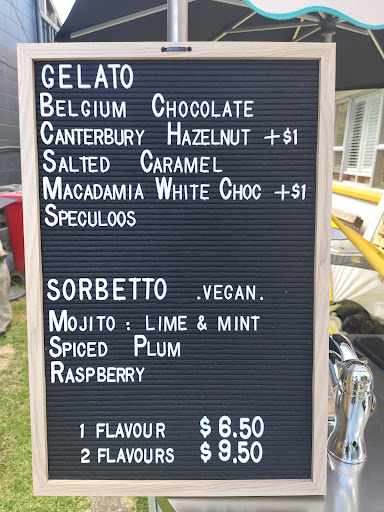 GELATO
BELGIUM CHOCOLATE
CANTERBURY HAZELNUT +$1
SALTED CARAMEL
MACADAMIA WHITE CHOC +$1
SPECULOOS
SORBETTO .VEGAN.
MOJITO : LIME & MINT
SPICED PLUM
RASPBERRY
1 FLAVOUR $6.50
2 FLAVOURS $9.50